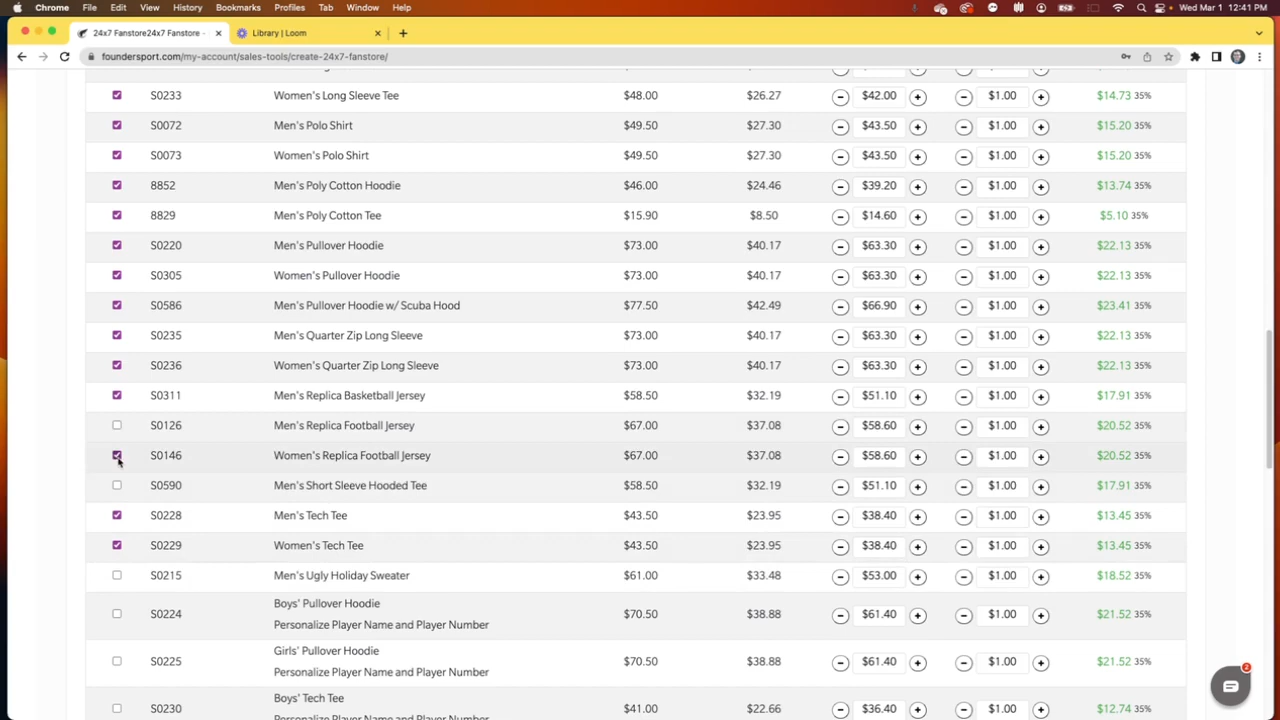 Chrome File Edit View History Bookmarks Profiles Tab Window Help Wed Mar 1 12:41 PM
24x7 Fanstore24x7 Fanstore - Library | Loom
foundersport.com/my-account/sales-tools/create-24x7-fanstore/
S0233 Women's Long Sleeve Tee $48.00 $26.27 $42.00 $1.00 $14.73 35%
S0072 Men's Polo Shirt $49.50 $27.30 $43.50 $1.00 $15.20 35%
S0073 Women's Polo Shirt $49.50 $27.30 $43.50 $1.00 $15.20 35%
8852 Men's Poly Cotton Hoodie $46.00 $24.46 $39.20 $1.00 $13.74 35%
8829 Men's Poly Cotton Tee $15.90 $8.50 $14.60 $1.00 $5.10 35%
S0220 Men's Pullover Hoodie $73.00 $40.17 $63.30 $1.00 $22.13 35%
S0305 Women's Pullover Hoodie $73.00 $40.17 $63.30 $1.00 $22.13 35%
S0586 Men's Pullover Hoodie w/ Scuba Hood $77.50 $42.49 $66.90 $1.00 $23.41 35%
S0235 Men's Quarter Zip Long Sleeve $73.00 $40.17 $63.30 $1.00 $22.13 35%
S0236 Women's Quarter Zip Long Sleeve $73.00 $40.17 $63.30 $1.00 $22.13 35%
S0311 Men's Replica Basketball Jersey $58.50 $32.19 $51.10 $1.00 $17.91 35%
S0126 Men's Replica Football Jersey $67.00 $37.08 $58.60 $1.00 $20.52 35%
S0146 Women's Replica Football Jersey $67.00 $37.08 $58.60 $1.00 $20.52 35%
S0590 Men's Short Sleeve Hooded Tee $58.50 $32.19 $51.10 $1.00 $17.91 35%
S0228 Men's Tech Tee $43.50 $23.95 $38.40 $1.00 $13.45 35%
S0229 Women's Tech Tee $43.50 $23.95 $38.40 $1.00 $13.45 35%
S0215 Men's Ugly Holiday Sweater $61.00 $33.48 $53.00 $1.00 $18.52 35%
Boys' Pullover Hoodie
S0224 $70.50 $38.88 $61.40 $1.00 $21.52 35%
Personalize Player Name and Player Number
Girls' Pullover Hoodie
S0225 $70.50 $38.88 $61.40 $1.00 $21.52 35%
Personalize Player Name and Player Number
2
Boys' Tech Tee
S0230 $41.00 $22.66 $36.40 $1.00 $12.74 35%
Personalize Player Name and Player Number